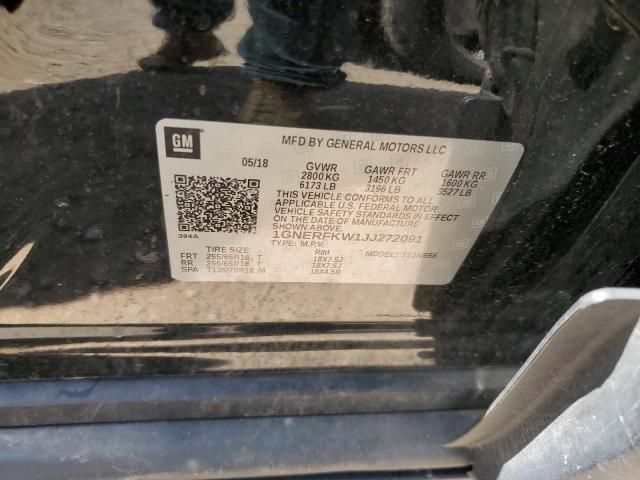 GM
MFD BY GENERAL MOTORS LLC
05/18 GVWR GAWR FRT GAWR RR
2800 KG 1450 KG 1600 KG
6173 LB 3196 LB 3527 LB
THIS VEHICLE CONFORMS TO ALL
APPLICABLE U.S. FEDERAL MOTOR
VEHICLE SAFETY STANDARDS IN EFFECT
ON THE DATE OF MANUFACTURE
SHOWN ABOVE.
384A
1GNERFKW1JJ272091
TYPE: M.P.V. MODEL: 1NB56
TIRE SIZE RIM
FRT 255/65R18 T 18X7.5J
RR 255/65R18 T 18X7.5J
SPA T135/70R18 M 18X4.5B